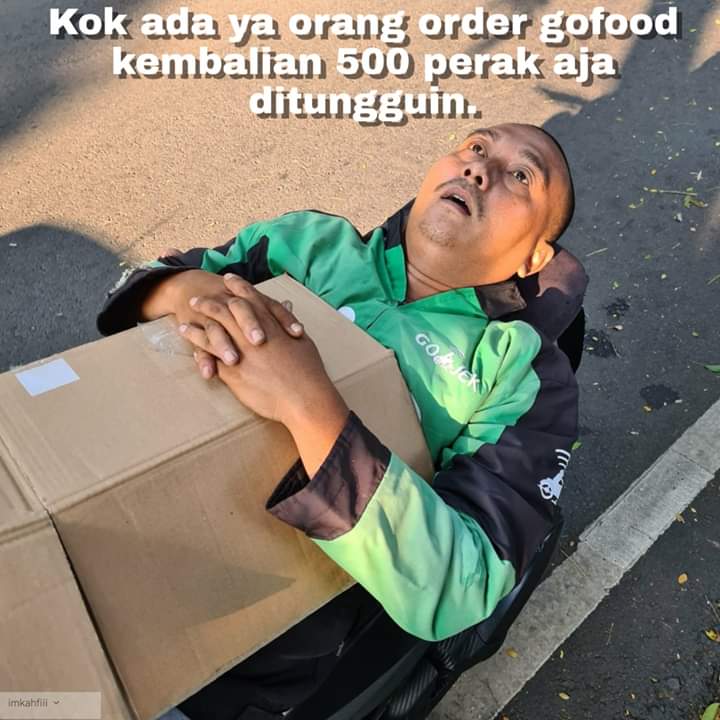 Kok ada ya orang order gofood
kembalian 500 perak aja
ditungguin.
GOJEK
imkahfiii